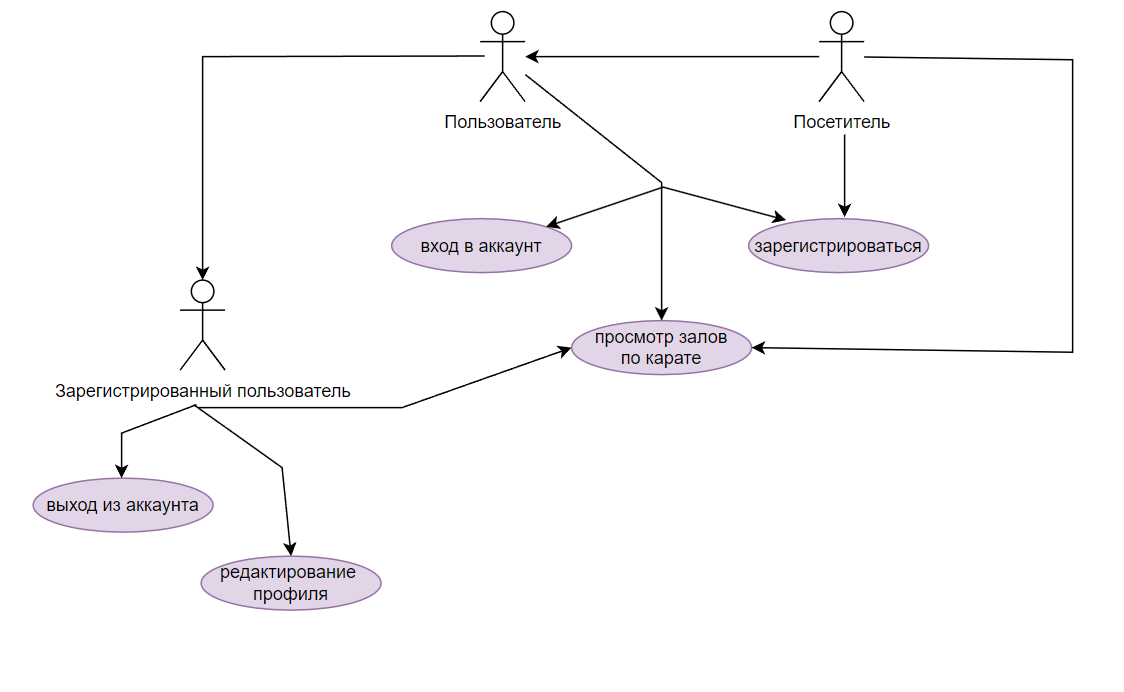 Пользователь
Посетитель
вход в аккаунт
зарегистрироваться
просмотр залов
по карате
Зарегистрированный пользователь
выход из аккаунта
редактирование
профиля